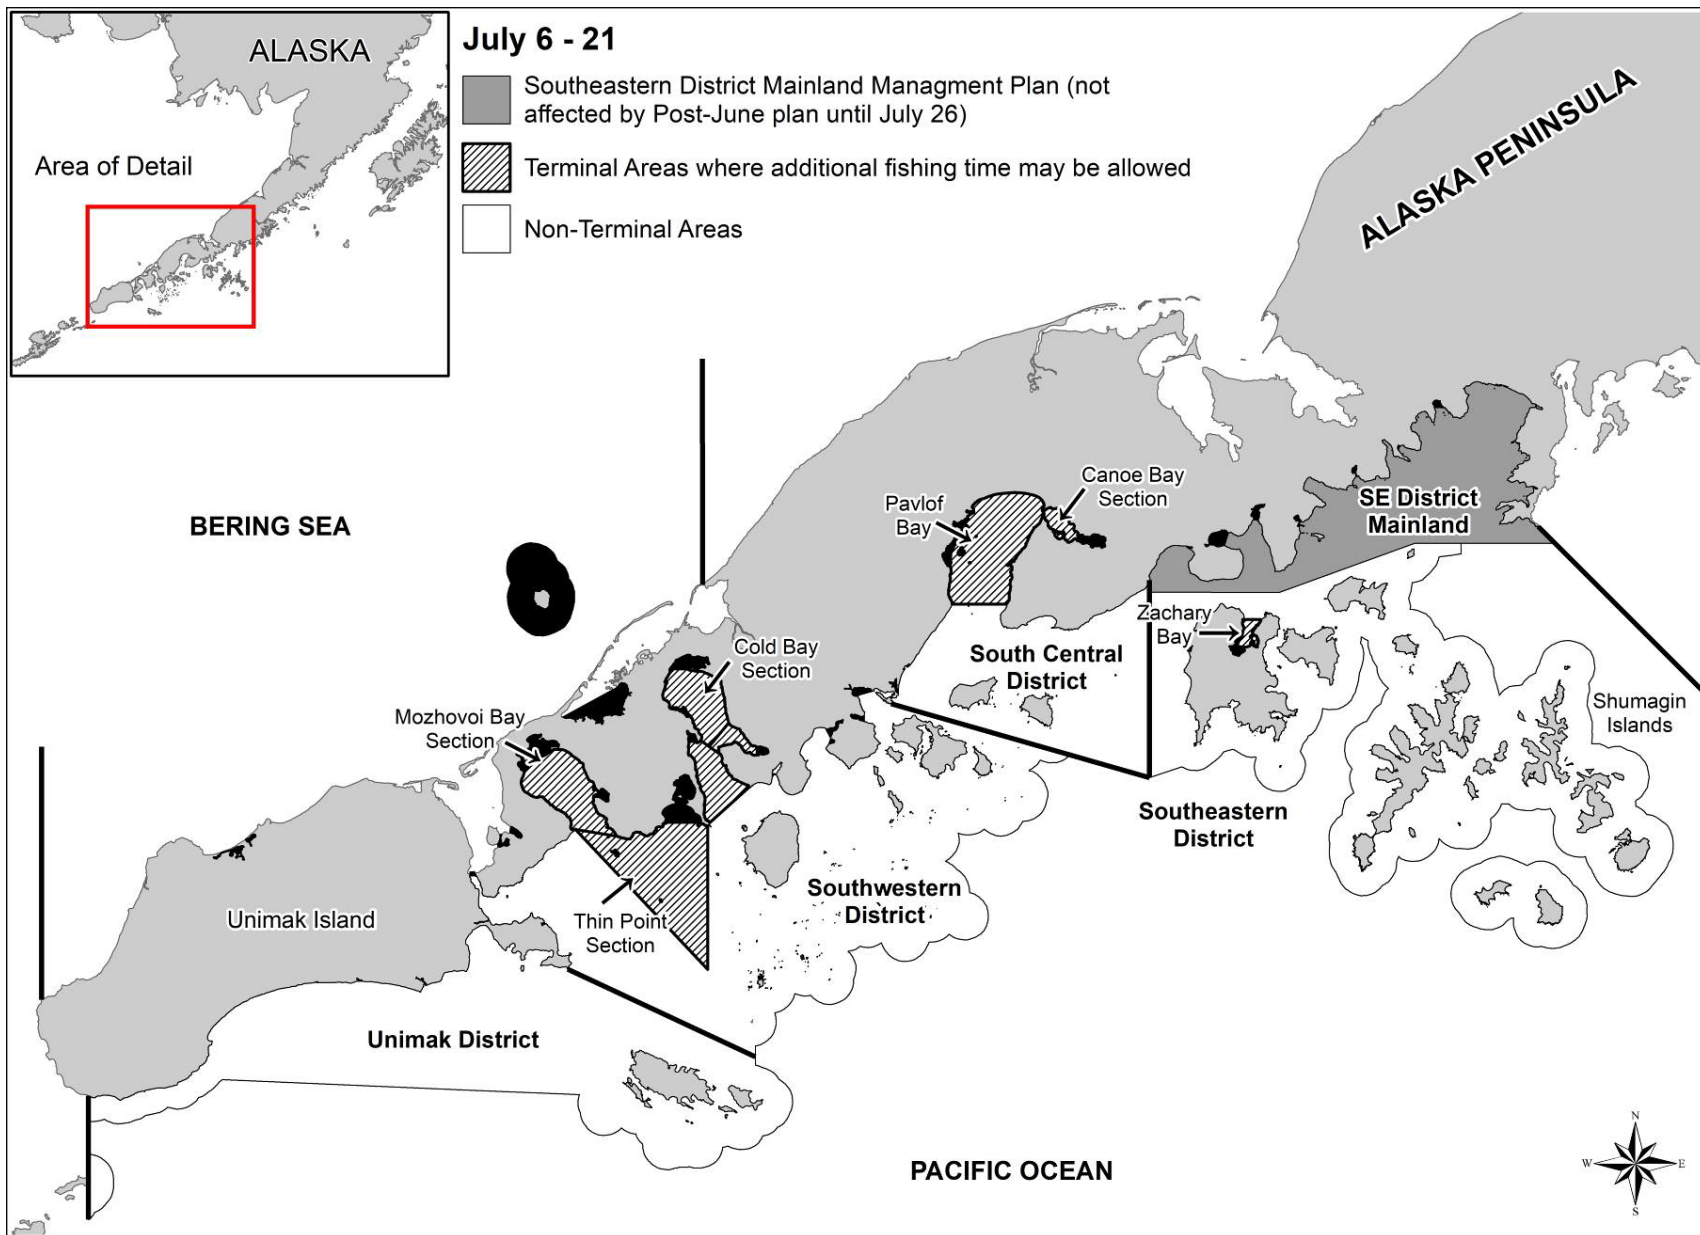 ALASKA
Area of Detail
July 6 - 21
Southeastern District Mainland Managment Plan (not
affected by Post-June plan until July 26)
Terminal Areas where additional fishing time may be allowed
Non-Terminal Areas
ALASKA PENINSULA
BERING SEA
Canoe Bay
Section
Pavlof
Bay
SE District
Mainland
Zachary
Bay
Cold Bay
Section
South Central
District
Shumagin
Islands
Mozhovoi Bay
Section
Southeastern
District
Southwestern
District
Unimak Island
Thin Point
Section
Unimak District
PACIFIC OCEAN
N
W
E
S